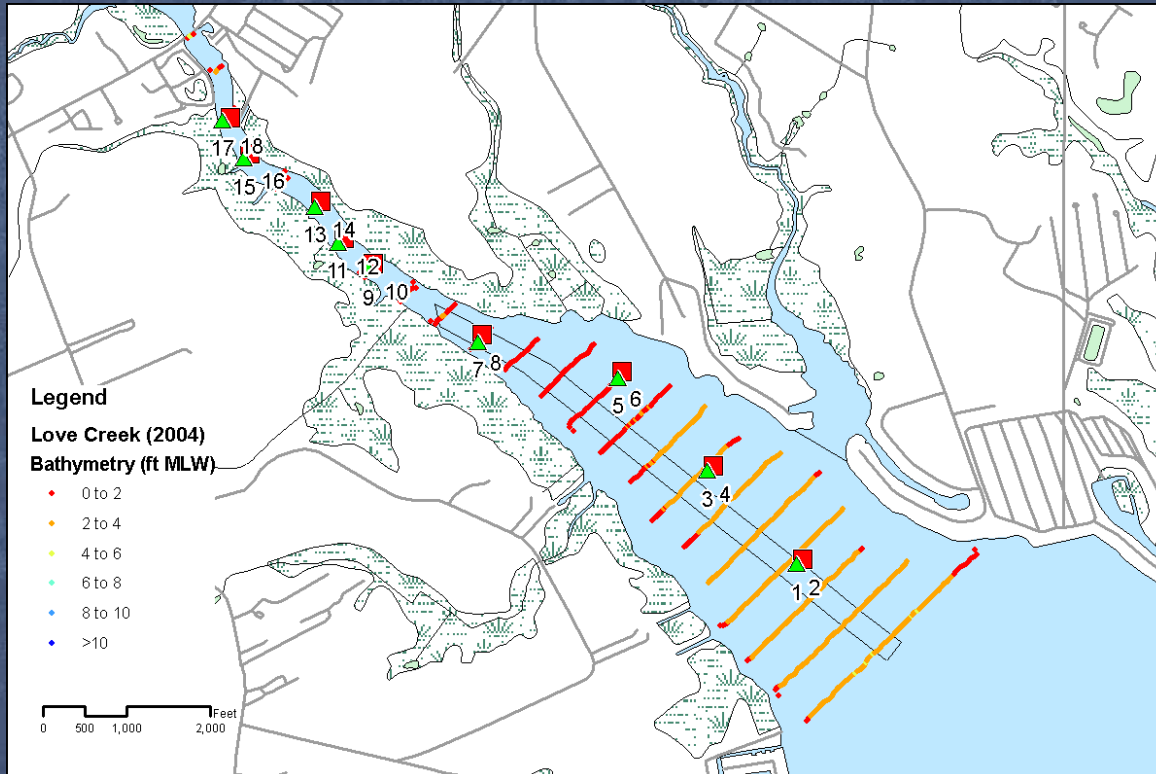 17 18
15 16
13 14
11 12
9 10
7 8
5 6
3 4
1 2
Legend
Love Creek (2004)
Bathymetry (ft MLW)
0 to 2
2 to 4
4 to 6
6 to 8
8 to 10
>10
Feet
0 500 1,000 2,000